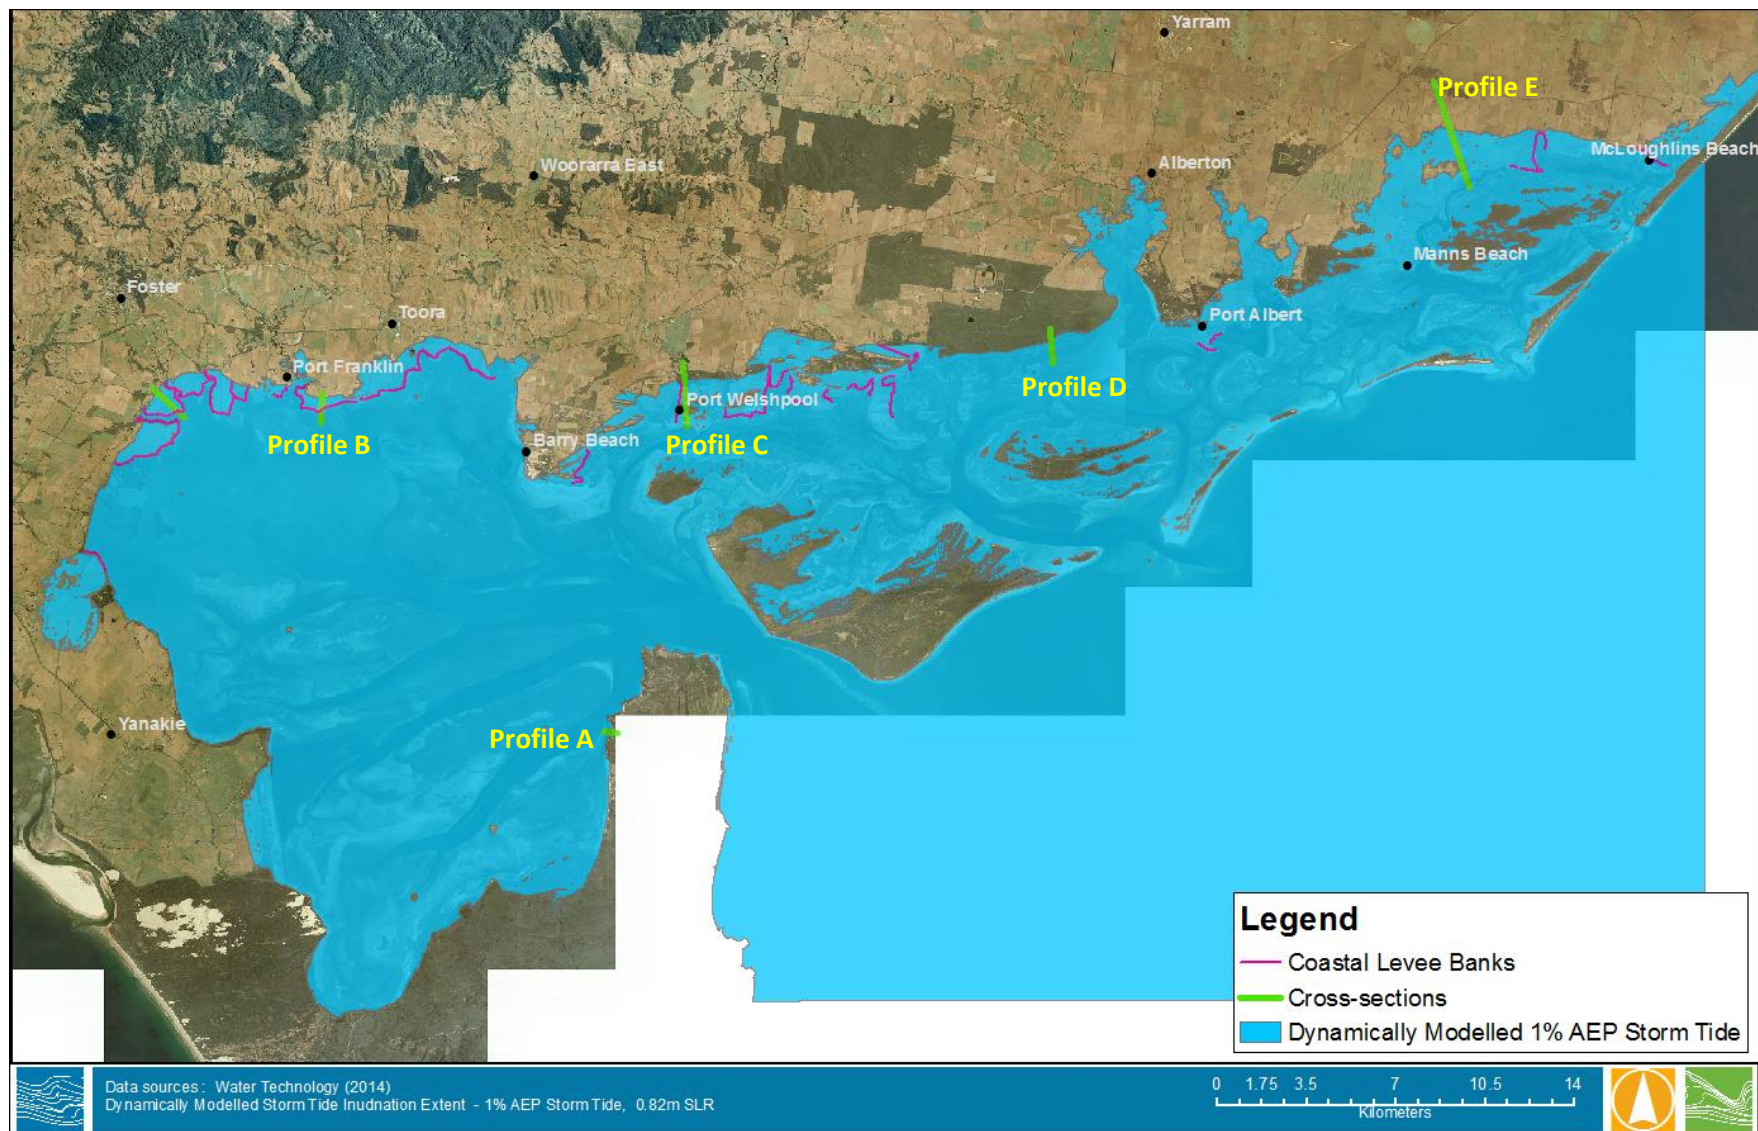 Yarram
Profile E
McLoughlins Beach
Woorarra East
Alberton
Manns Beach
Foster
Toora
Port Albert
Port Franklin
Profile D
Port Welshpool
Profile B
Barry Beach
Profile C
Yanakie
Profile A
Legend
Coastal Levee Banks
Cross-sections
Dynamically Modelled 1% AEP Storm Tide
Data sources : Water Technology (2014)
Dynamically Modelled Storm Tide Inudnation Extent - 1% AEP Storm Tide, 0.82m SLR
0 1.75 3.5 7 10.5 14
Kilometers